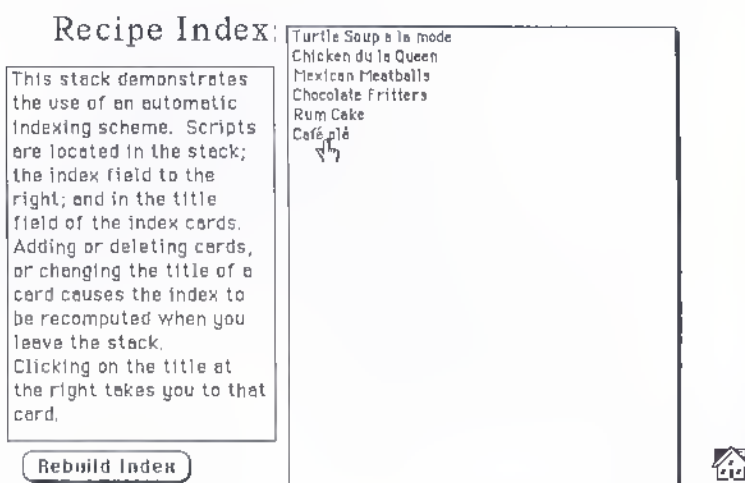 Recipe Index:
This stack demonstrates
the use of an automatic
indexing scheme. Scripts
are located in the stack;
the index field to the
right; and in the title
field of the index cards.
Adding or deleting cards,
or changing the title of a
card causes the index to
be recomputed when you
leave the stack.
Clicking on the title at
the right takes you to that
card.
Rebuild Index
Turtle Soup a la mode
Chicken du la Queen
Mexican Meatballs
Chocolate Fritters
Rum Cake
Café olé